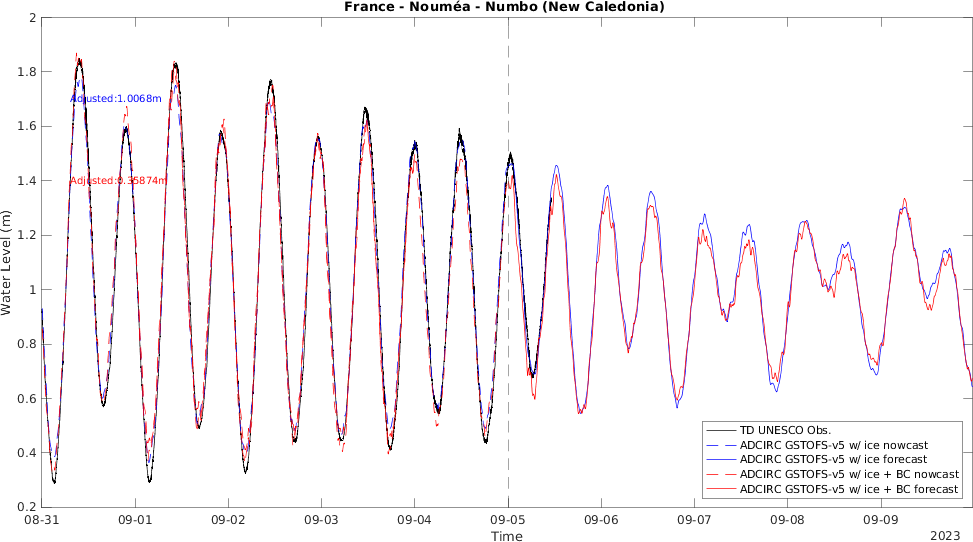 France - Nouméa - Numbo (New Caledonia)
2
1.8
1.6
1.4
1.2
1
0.8
0.6
0.4
0.2
Water Level (m)
Adjusted:1.0068m
Adjusted:0.35874m
TD UNESCO Obs.
ADCIRC GSTOFS-v5 w/ ice nowcast
ADCIRC GSTOFS-v5 w/ ice forecast
ADCIRC GSTOFS-v5 w/ ice + BC nowcast
ADCIRC GSTOFS-v5 w/ ice + BC forecast
08-31 09-01 09-02 09-03 09-04 09-05 09-06 09-07 09-08 09-09
Time
2023